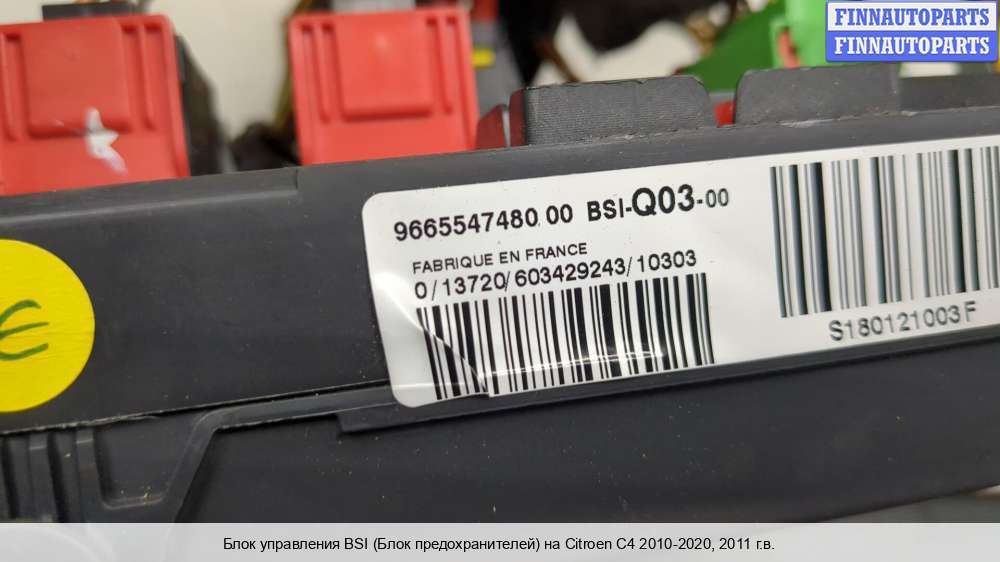 FINNAUTOPARTS
FINNAUTOPARTS
9665547480 00 BSI-Q03-00
FABRIQUE EN FRANCE
0/13720/603429243/10303
S180121003F
€
Блок управления BSI (Блок предохранителей) на Citroen C4 2010-2020, 2011 г.в.